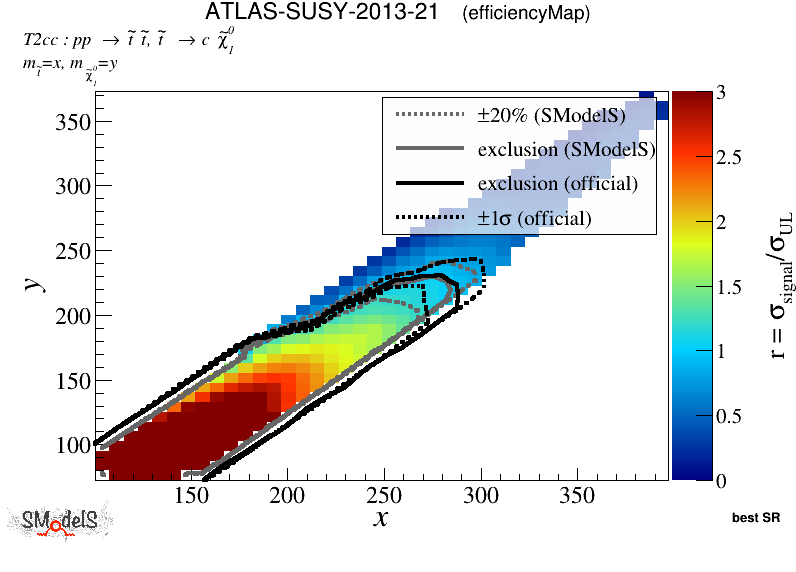 ATLAS-SUSY-2013-21 (efficiencyMap)
T2cc : pp → t̃ t̃, t̃ → c χ̃₁⁰
m_t̃=x, m_χ̃₁⁰=y
±20% (SModelS)
exclusion (SModelS)
exclusion (official)
±1σ (official)
350
300
250
200
150
100
y
150 200 250 300 350
x
3
2.5
2
1.5
1
0.5
0
r = σ_signal/σ_UL
SModelS
best SR